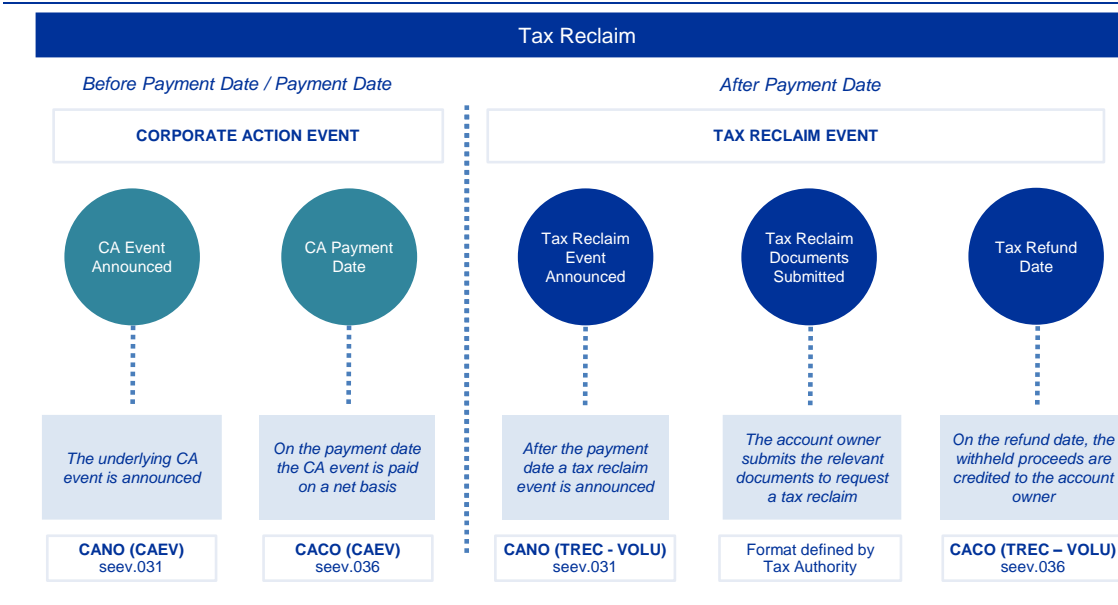 Tax Reclaim
Before Payment Date / Payment Date
After Payment Date
CORPORATE ACTION EVENT
TAX RECLAIM EVENT
CA Event
Announced
CA Payment
Date
Tax Reclaim
Event
Announced
Tax Reclaim
Documents
Submitted
Tax Refund
Date
The underlying CA
event is announced
On the payment date
the CA event is paid
on a net basis
After the payment
date a tax reclaim
event is announced
The account owner
submits the relevant
documents to request
a tax reclaim
On the refund date, the
withheld proceeds are
credited to the account
owner
CANO (CAEV)
seev.031
CACO (CAEV)
seev.036
CANO (TREC - VOLU)
seev.031
Format defined by
Tax Authority
CACO (TREC – VOLU)
seev.036